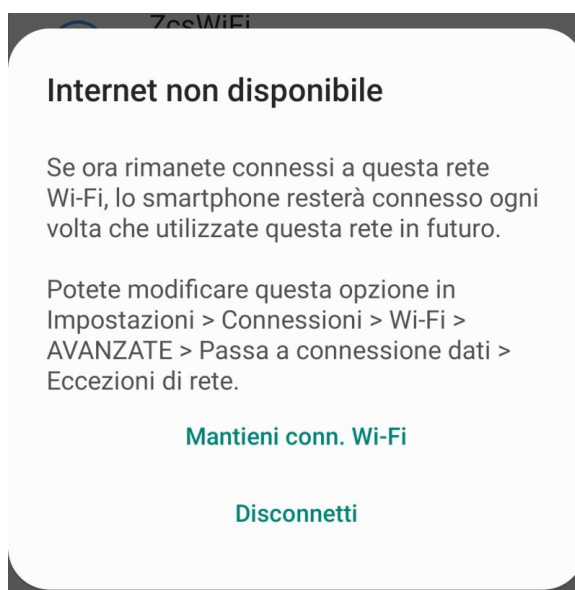 ZcsWiFi
Internet non disponibile
Se ora rimanete connessi a questa rete
Wi-Fi, lo smartphone resterà connesso ogni
volta che utilizzate questa rete in futuro.
Potete modificare questa opzione in
Impostazioni > Connessioni > Wi-Fi >
AVANZATE > Passa a connessione dati >
Eccezioni di rete.
Mantieni conn. Wi-Fi
Disconnetti